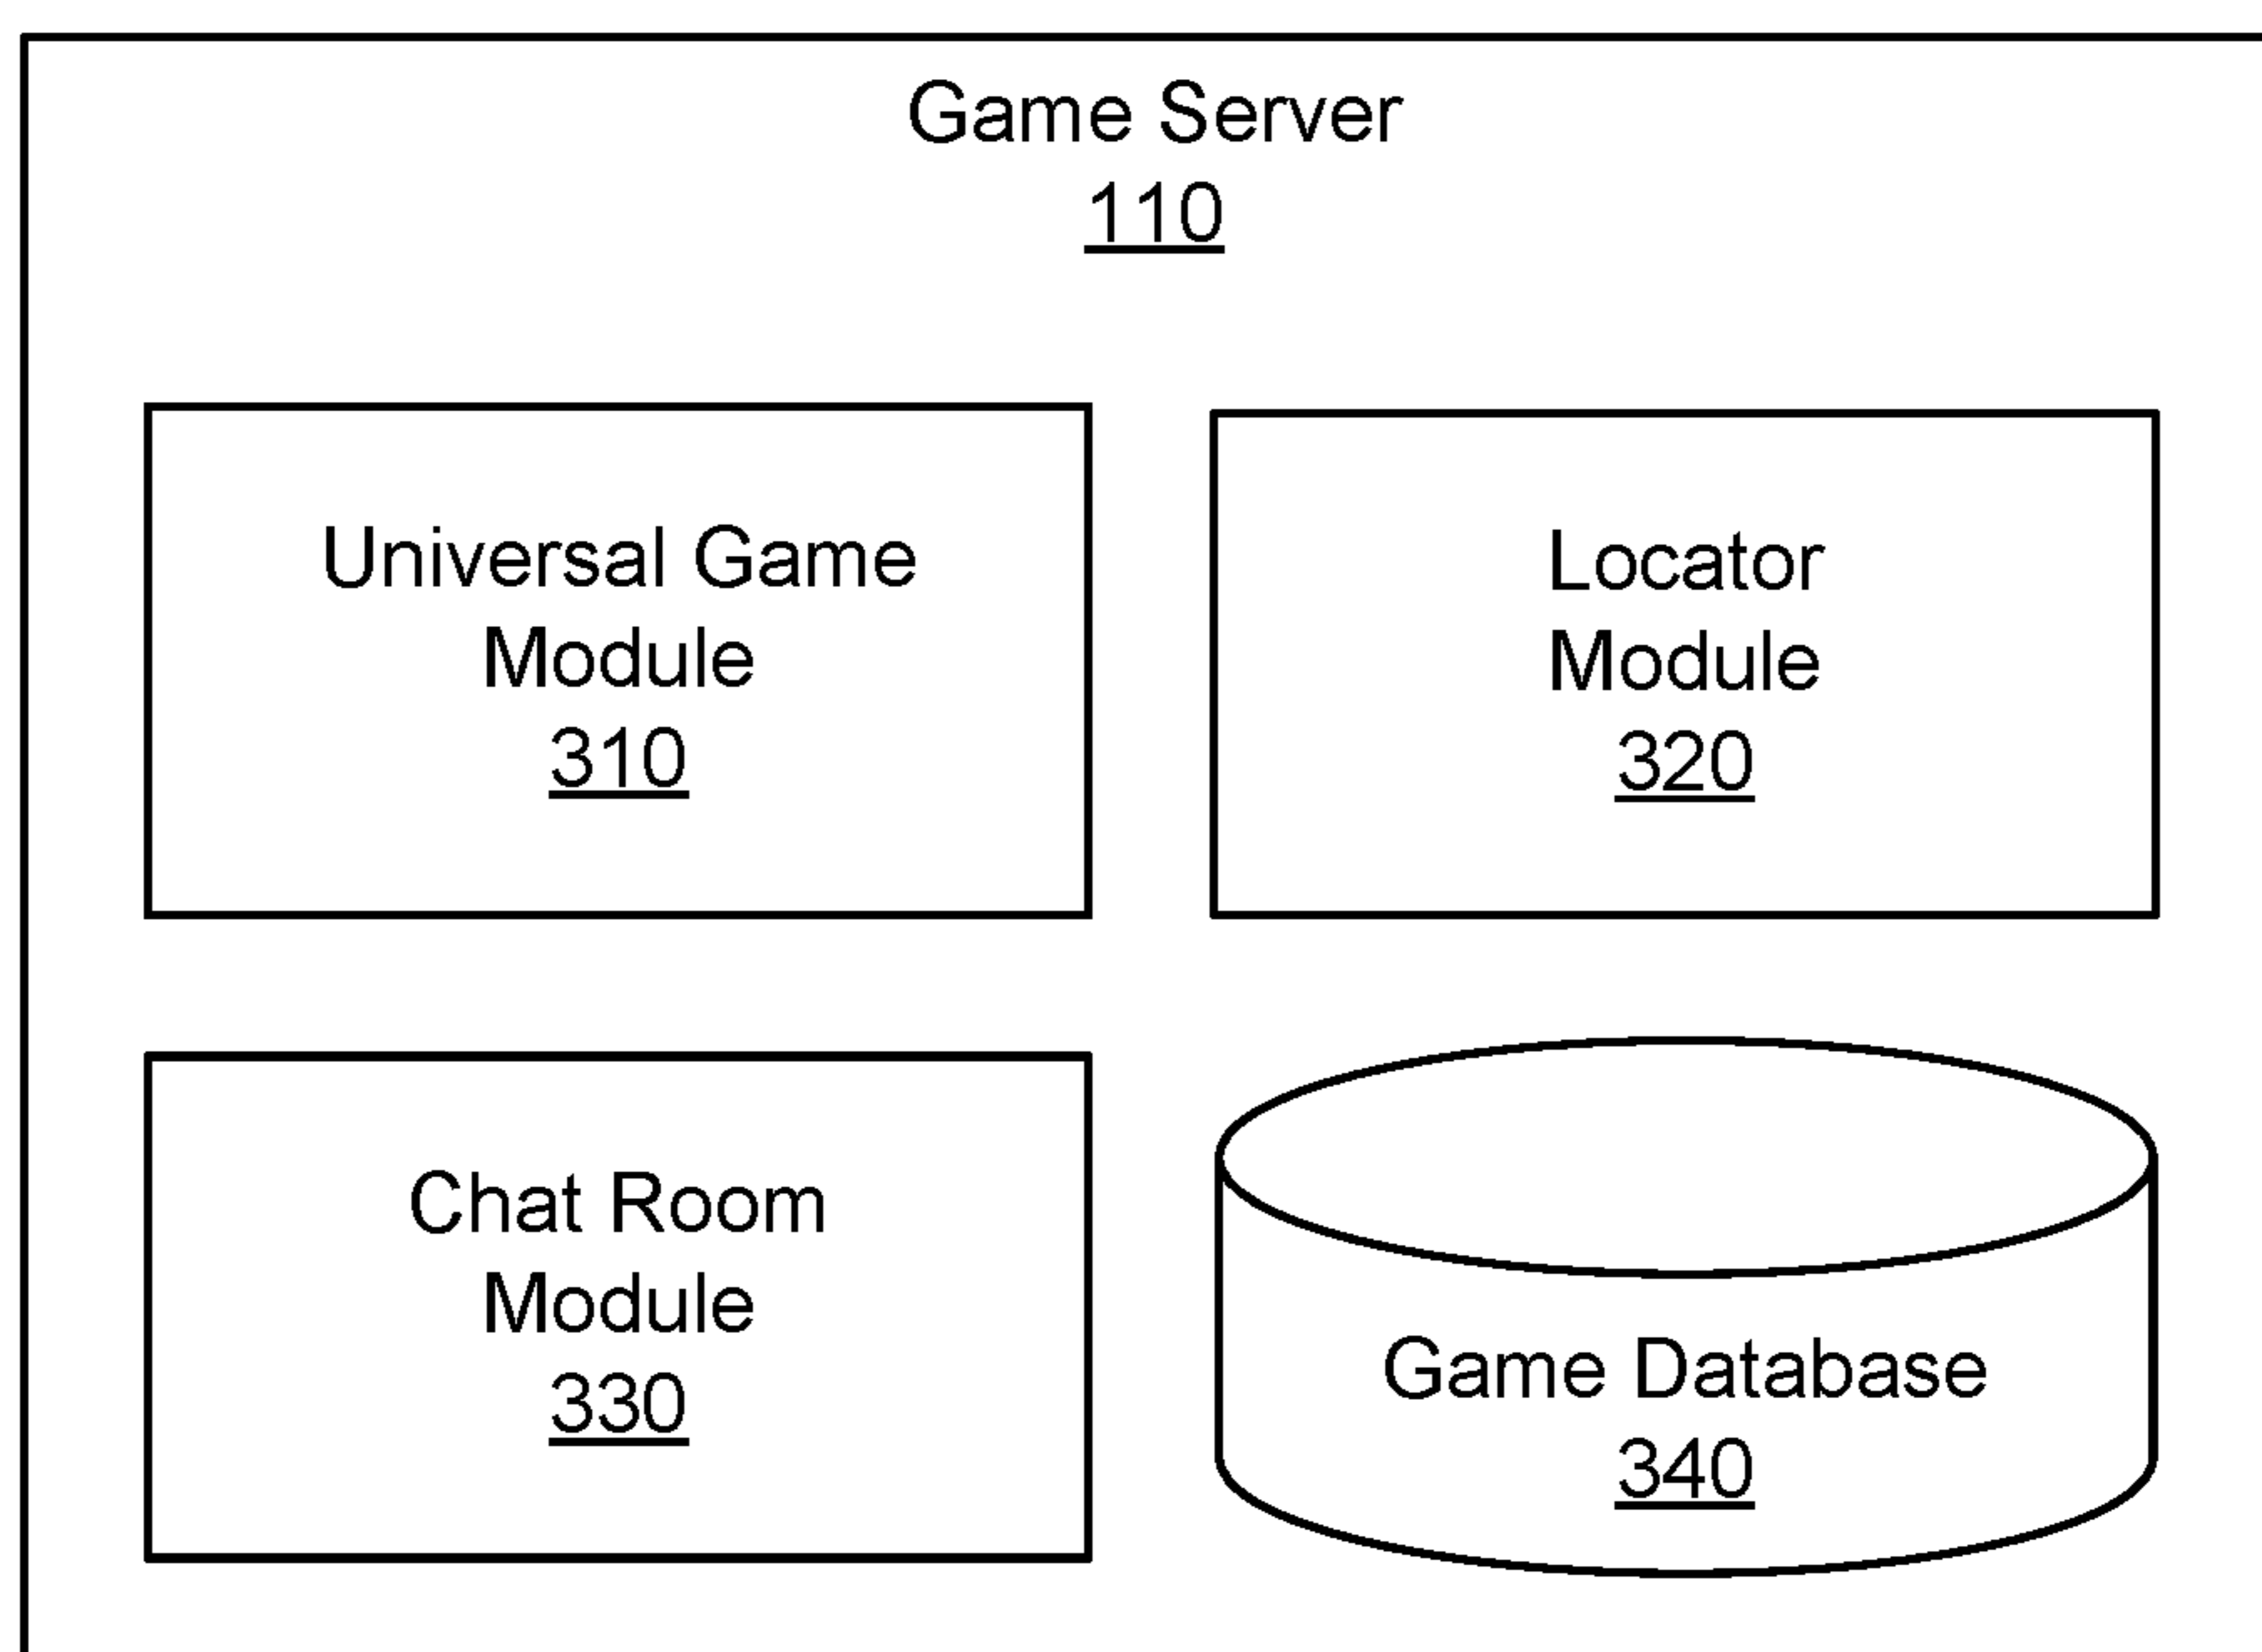 Game Server
110
Universal Game
Module
310
Locator
Module
320
Chat Room
Module
330
Game Database
340